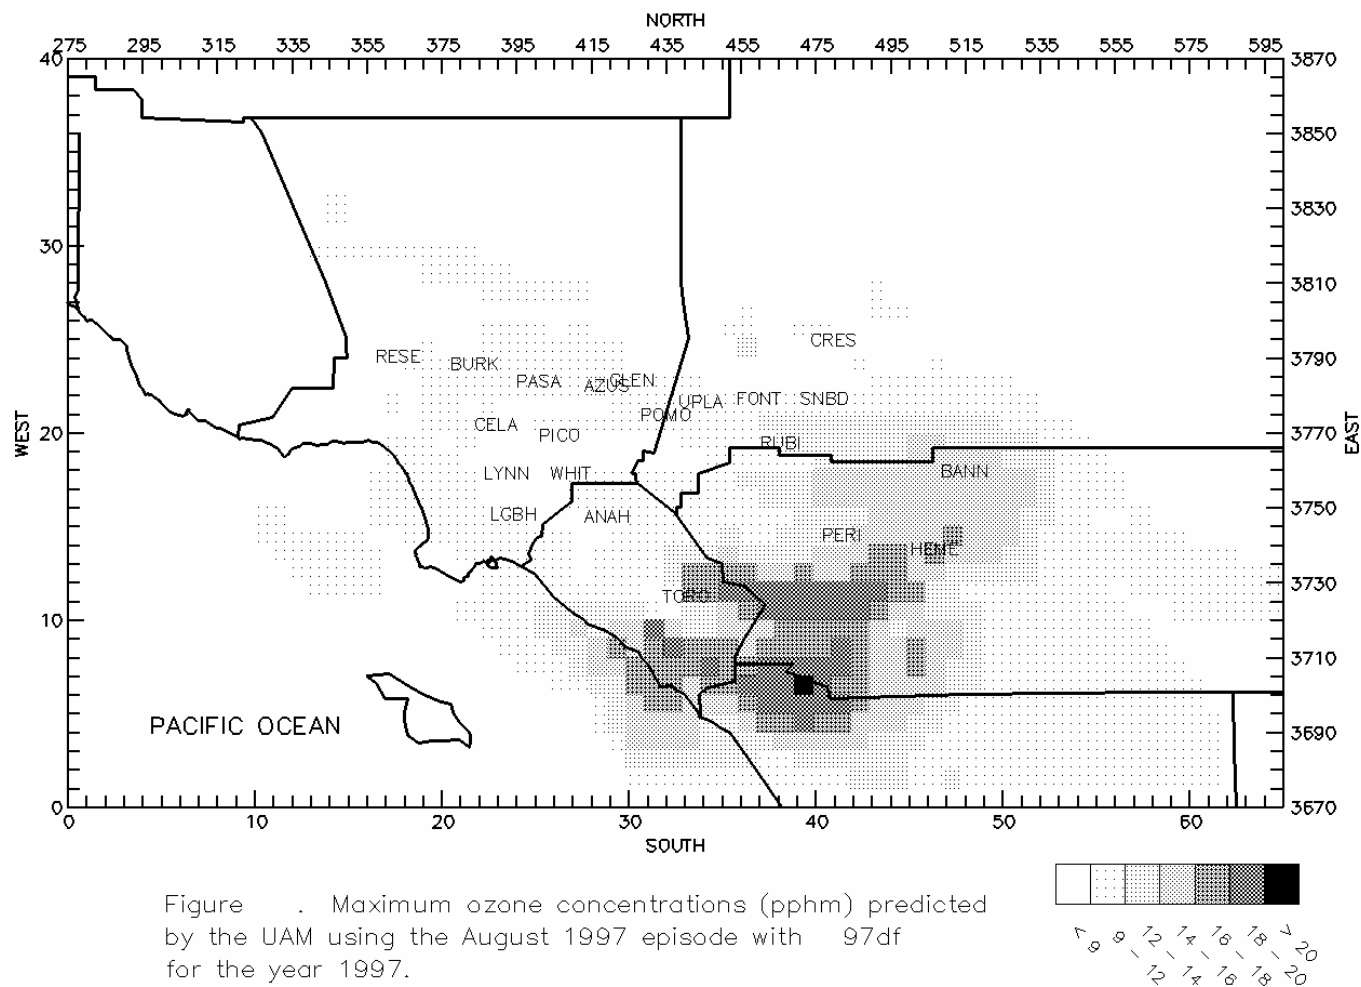 NORTH
275 295 315 335 355 375 395 415 435 455 475 495 515 535 555 575 595
40 3870
3850
3830
30
3810
CRES
RESE BURK 3790
PASA AZUS GLEN
UPLA FONT SNBD
POMO
CELA PICO
WEST 20 RUBI 3770 EAST
LYNN WHIT BANN
LGBH ANAH 3750
PERI HEME
3730
TORO
10
3710
PACIFIC OCEAN 3690
0 3670
0 10 20 30 40 50 60
SOUTH
Figure . Maximum ozone concentrations (pphm) predicted
by the UAM using the August 1997 episode with 97df
for the year 1997.
< 9 9 – 12 12 – 14 14 – 16 16 – 18 18 – 20 > 20